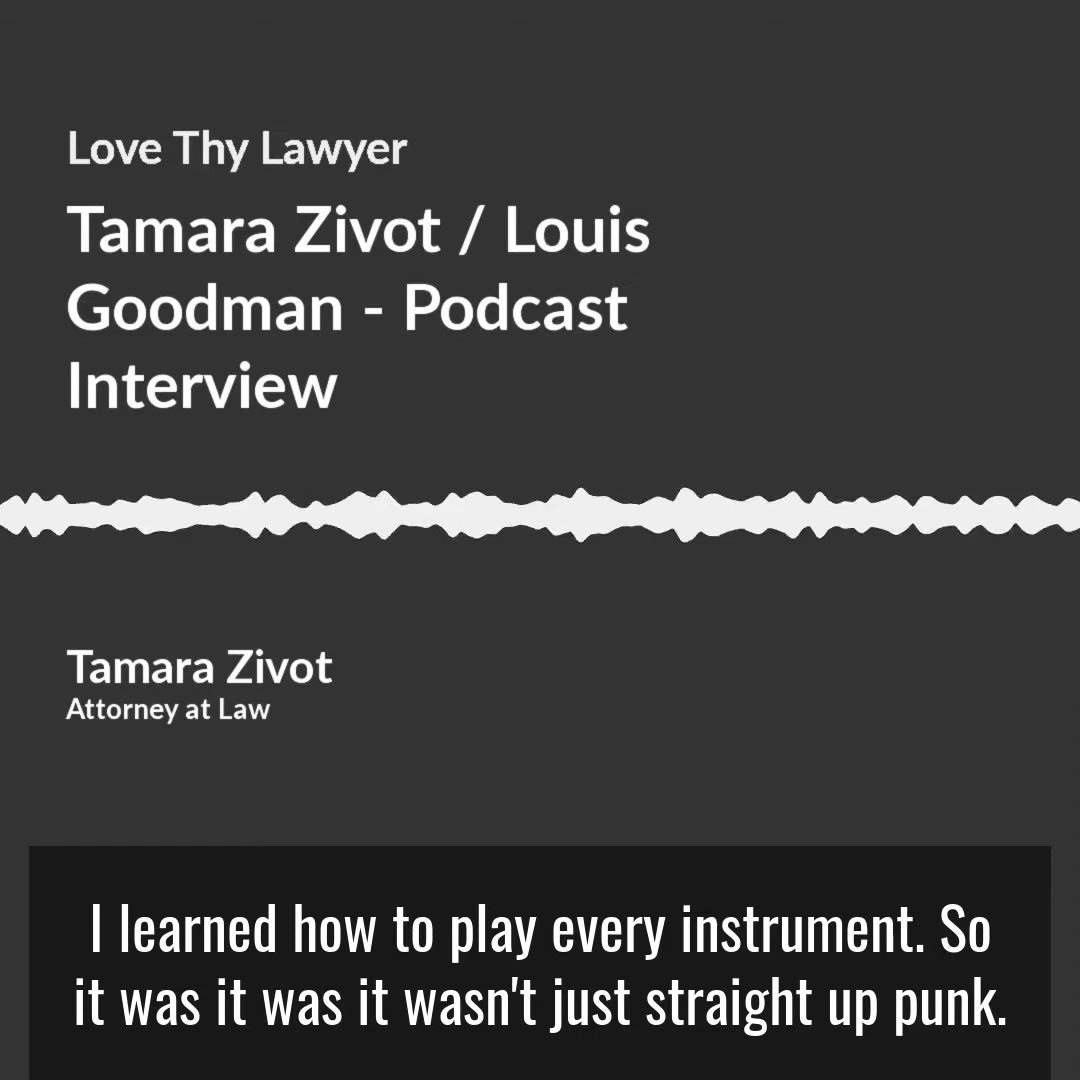 Love Thy Lawyer
Tamara Zivot / Louis
Goodman - Podcast
Interview
Tamara Zivot
Attorney at Law
I learned how to play every instrument. So
it was it was it wasn't just straight up punk.